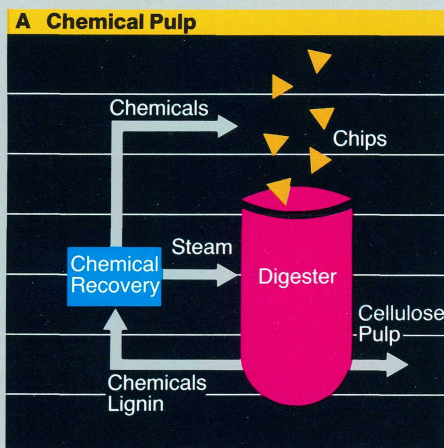 A Chemical Pulp
Chemicals
Chips
Steam
Chemical
Recovery
Digester
Cellulose
Pulp
Chemicals
Lignin